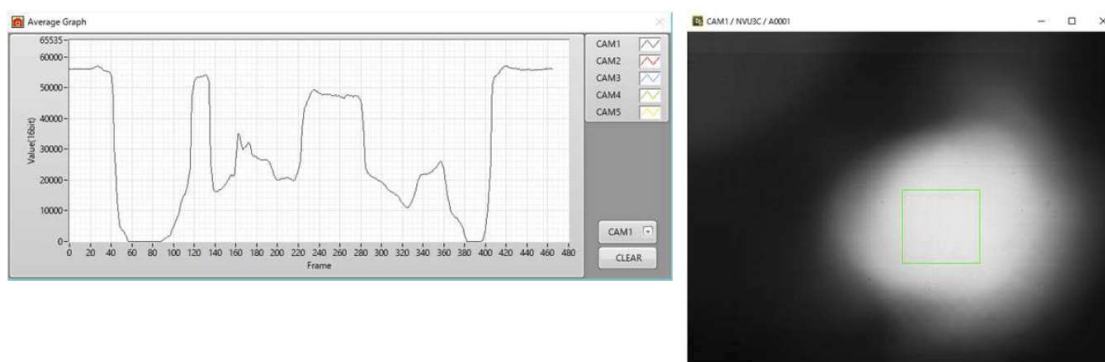 Average Graph
65535
60000
50000
40000
30000
20000
10000
0
Value(16bit)
0 20 40 60 80 100 120 140 160 180 200 220 240 260 280 300 320 340 360 380 400 420 440 460 480
Frame
CAM1
CAM2
CAM3
CAM4
CAM5
CAM1
CLEAR
CAM1 / NVU3C / A0001